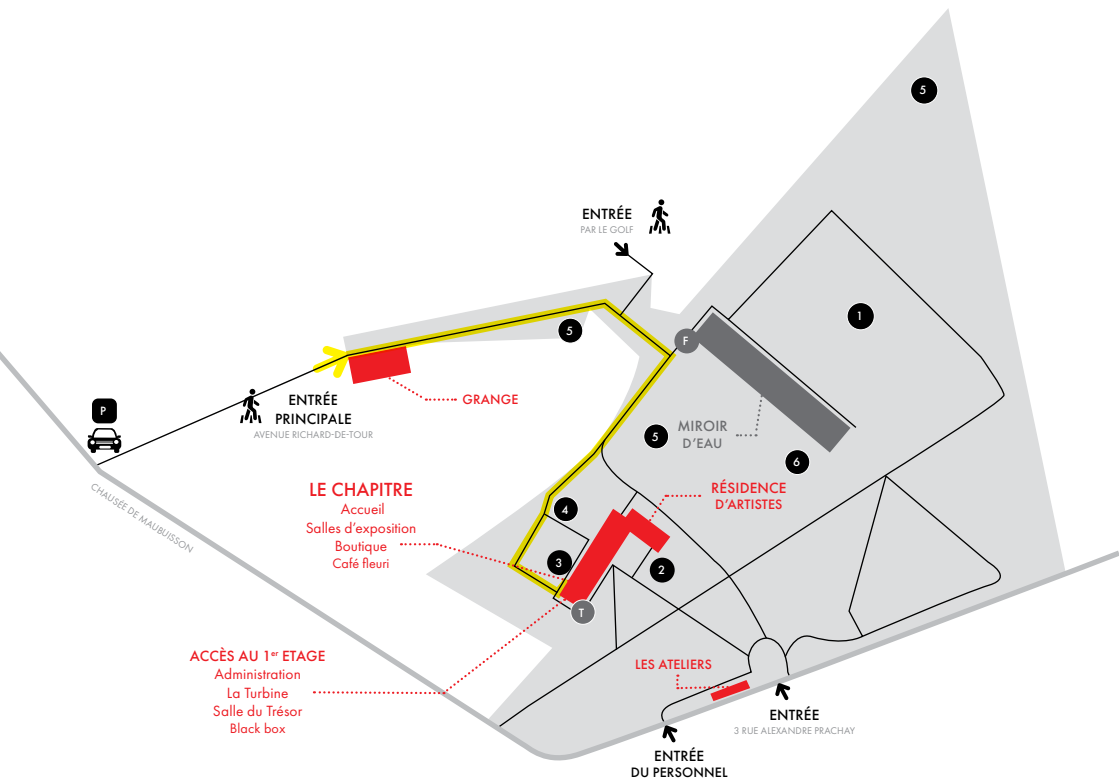 5
ENTRÉE
PAR LE GOLF
1
5
F
GRANGE
ENTRÉE
PRINCIPALE
AVENUE RICHARD-DE-TOUR
P
CHAUSÉE DE MAUBUISSON
MIROIR
D'EAU
5
6
LE CHAPITRE
Accueil
Salles d'exposition
Boutique
Café fleuri
RÉSIDENCE
D'ARTISTES
4
3
2
T
ACCÈS AU 1er ETAGE
Administration
La Turbine
Salle du Trésor
Black box
LES ATELIERS
ENTRÉE
3 RUE ALEXANDRE PRACHAY
ENTRÉE
DU PERSONNEL